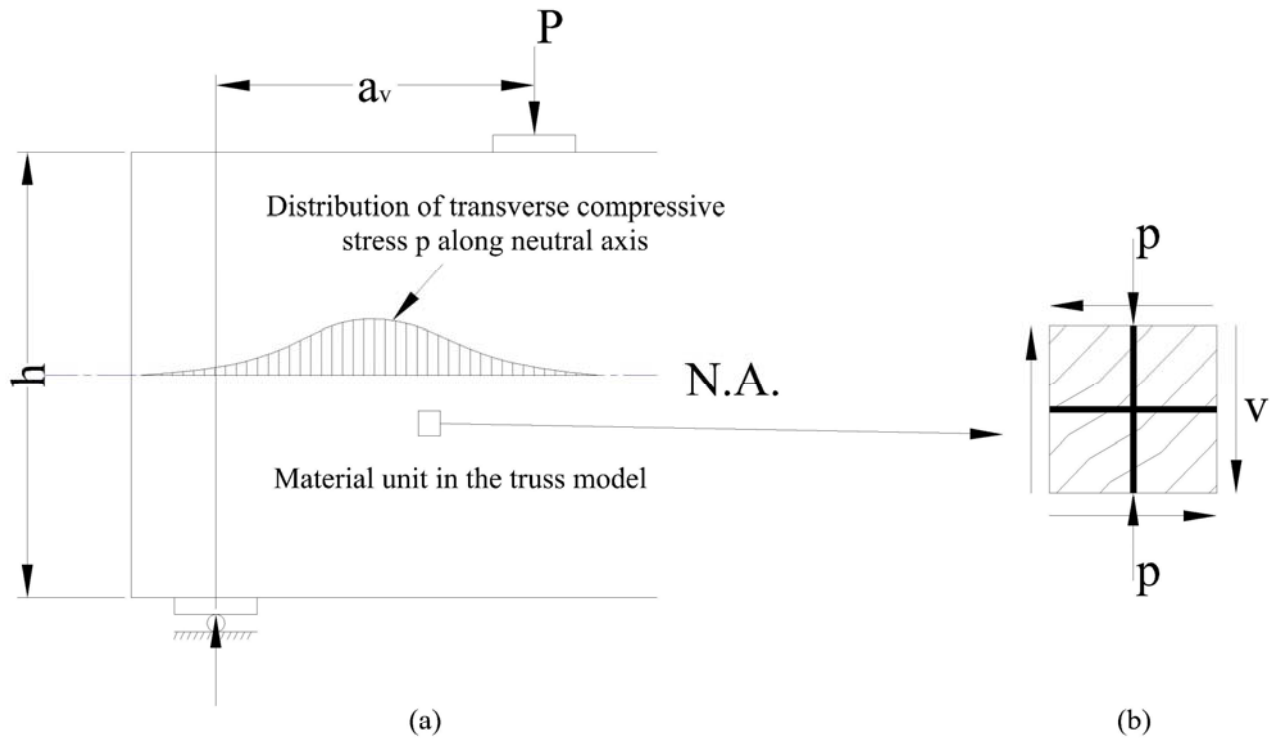 P
av
Distribution of transverse compressive
stress p along neutral axis
h
N.A.
Material unit in the truss model
p
v
p
(a)
(b)